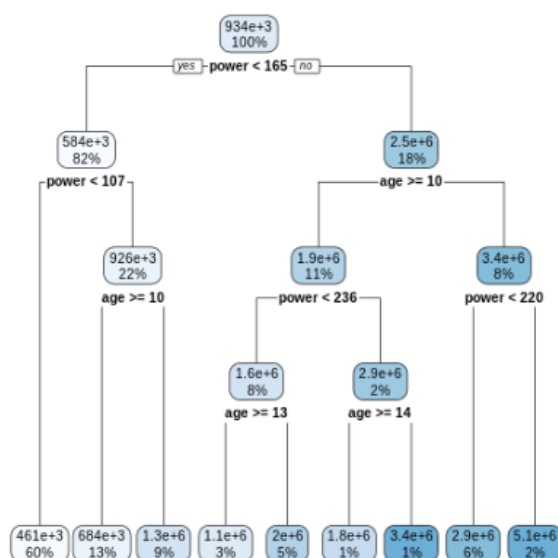 934e+3
100%
yes power < 165 no
584e+3
82%
2.5e+6
18%
power < 107
age >= 10
926e+3
22%
1.9e+6
11%
3.4e+6
8%
age >= 10
power < 236
power < 220
1.6e+6
8%
2.9e+6
2%
age >= 13
age >= 14
461e+3
60%
684e+3
13%
1.3e+6
9%
1.1e+6
3%
2e+6
5%
1.8e+6
1%
3.4e+6
1%
2.9e+6
6%
5.1e+6
2%